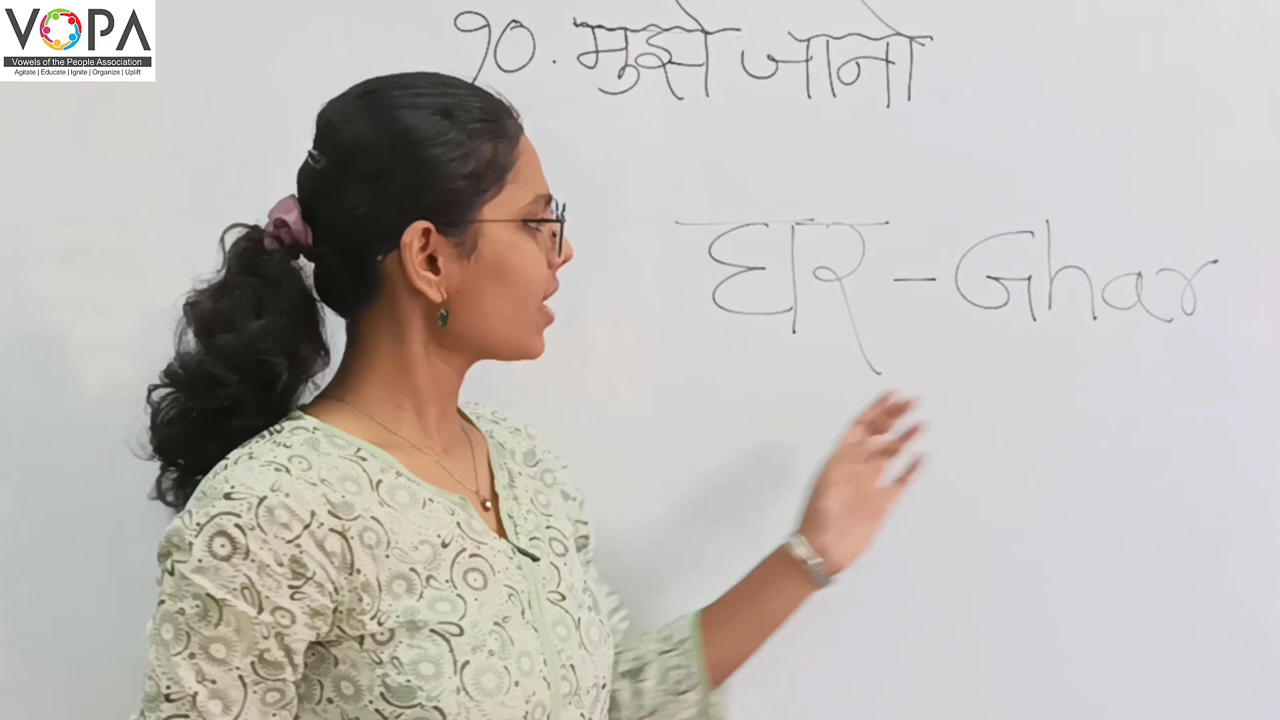 VOPA
Vowels of the People Association
Agitate | Educate | Ignite | Organize | Uplift
१०. मुझे जानो
घर - Ghar